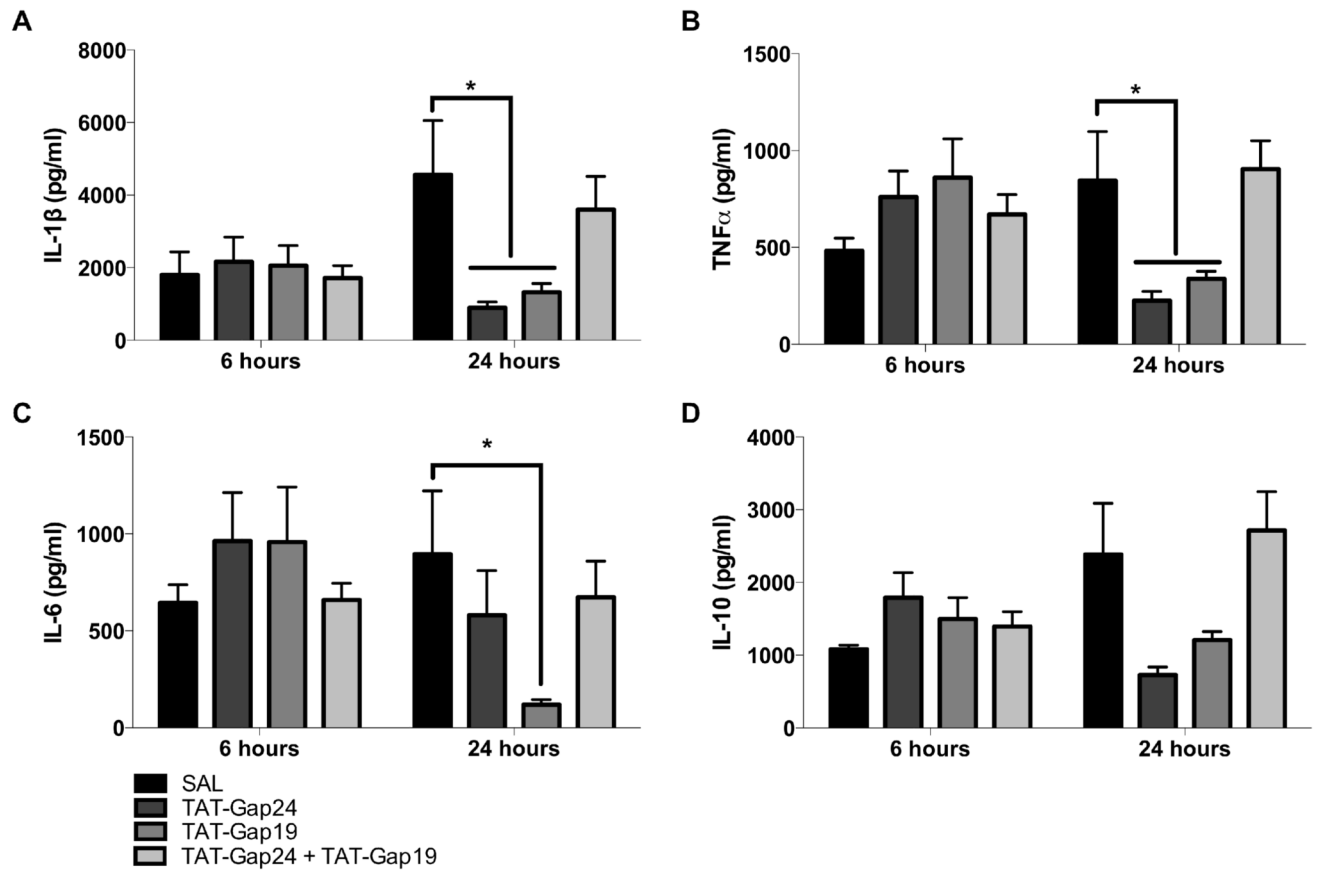 A
IL-1β (pg/ml)
8000
6000
4000
2000
0
*
6 hours
24 hours
B
TNFα (pg/ml)
1500
1000
500
0
*
6 hours
24 hours
C
IL-6 (pg/ml)
1500
1000
500
0
*
6 hours
24 hours
D
IL-10 (pg/ml)
4000
3000
2000
1000
0
6 hours
24 hours
SAL
TAT-Gap24
TAT-Gap19
TAT-Gap24 + TAT-Gap19